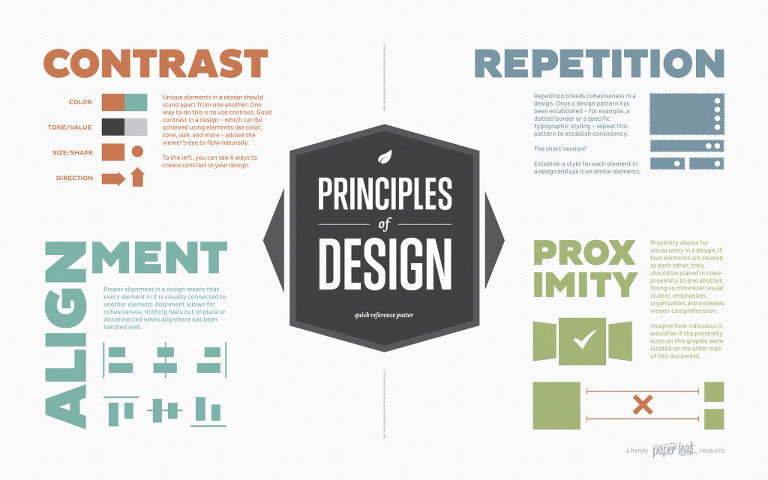 CONTRAST
COLOR
TONE/VALUE
SIZE/SHAPE
DIRECTION
Unique elements in a design should
stand apart from one another. One
way to do this is to use contrast. Good
contrast in a design – which can be
achieved using elements like color,
tone, size, and more – allows the
viewer's eye to flow naturally.
To the left, you can see 4 ways to
create contrast in your design.
REPETITION
Repetition breeds cohesiveness in a
design. Once a design pattern has
been established – for example, a
dotted border or a specific
typographic styling – repeat this
pattern to establish consistency.
The short version?
Establish a style for each element in
a design and use it on similar elements.
PRINCIPLES
of
DESIGN
quick reference poster
ALIGNMENT
Proper alignment in a design means that
every element in it is visually connected to
another element. Alignment allows for
cohesiveness; nothing feels out of place or
disconnected when alignment has been
handled well.
PROX
IMITY
Proximity allows for
visual unity in a design. If
two elements are related
to each other, they
should be placed in close
proximity to one another.
Doing so minimizes visual
clutter, emphasizes
organization, and increases
viewer comprehension.
Imagine how ridiculous it
would be if the proximity
icons on this graphic were
located on the other side
of this document.
a handy paper leaf resource